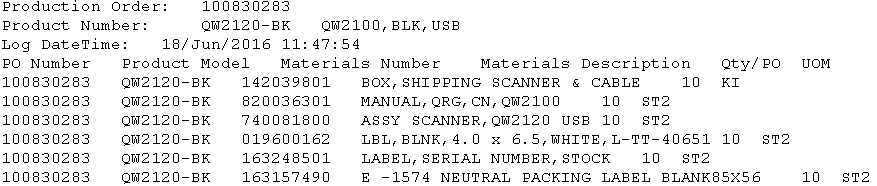 Production Order:   100830283
Product Number:     QW2120-BK   QW2100,BLK,USB
Log DateTime:   18/Jun/2016 11:47:54
PO Number   Product Model   Materials Number    Materials Description   Qty/PO  UOM
100830283   QW2120-BK   142039801   BOX,SHIPPING SCANNER & CABLE    10  KI
100830283   QW2120-BK   820036301   MANUAL,QRG,CN,QW2100    10  ST2
100830283   QW2120-BK   740081800   ASSY SCANNER,QW2120 USB 10  ST2
100830283   QW2120-BK   019600162   LBL,BLNK,4.0 x 6.5,WHITE,L-TT-40651 10  ST2
100830283   QW2120-BK   163248501   LABEL,SERIAL NUMBER,STOCK   10  ST2
100830283   QW2120-BK   163157490   E -1574 NEUTRAL PACKING LABEL BLANK85X56    10  ST2